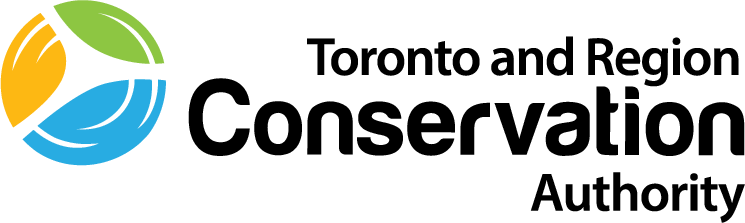 Toronto and Region
Conservation
Authority